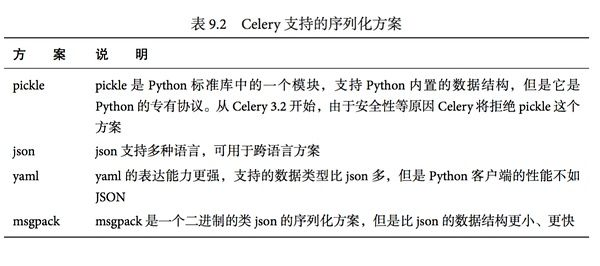 表 9.2 Celery 支持的序列化方案
方 案 说 明
pickle pickle 是 Python 标准库中的一个模块，支持 Python 内置的数据结构，但是它是
Python 的专有协议。从 Celery 3.2 开始，由于安全性等原因 Celery 将拒绝 pickle 这个
方案
json json 支持多种语言，可用于跨语言方案
yaml yaml 的表达能力更强，支持的数据类型比 json 多，但是 Python 客户端的性能不如
JSON
msgpack msgpack 是一个二进制的类 json 的序列化方案，但是比 json 的数据结构更小、更快